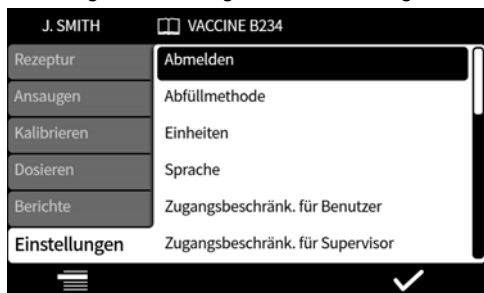 J. SMITH VACCINE B234
Rezeptur
Ansaugen
Kalibrieren
Dosieren
Berichte
Einstellungen
Abmelden
Abfüllmethode
Einheiten
Sprache
Zugangsbeschränk. für Benutzer
Zugangsbeschränk. für Supervisor